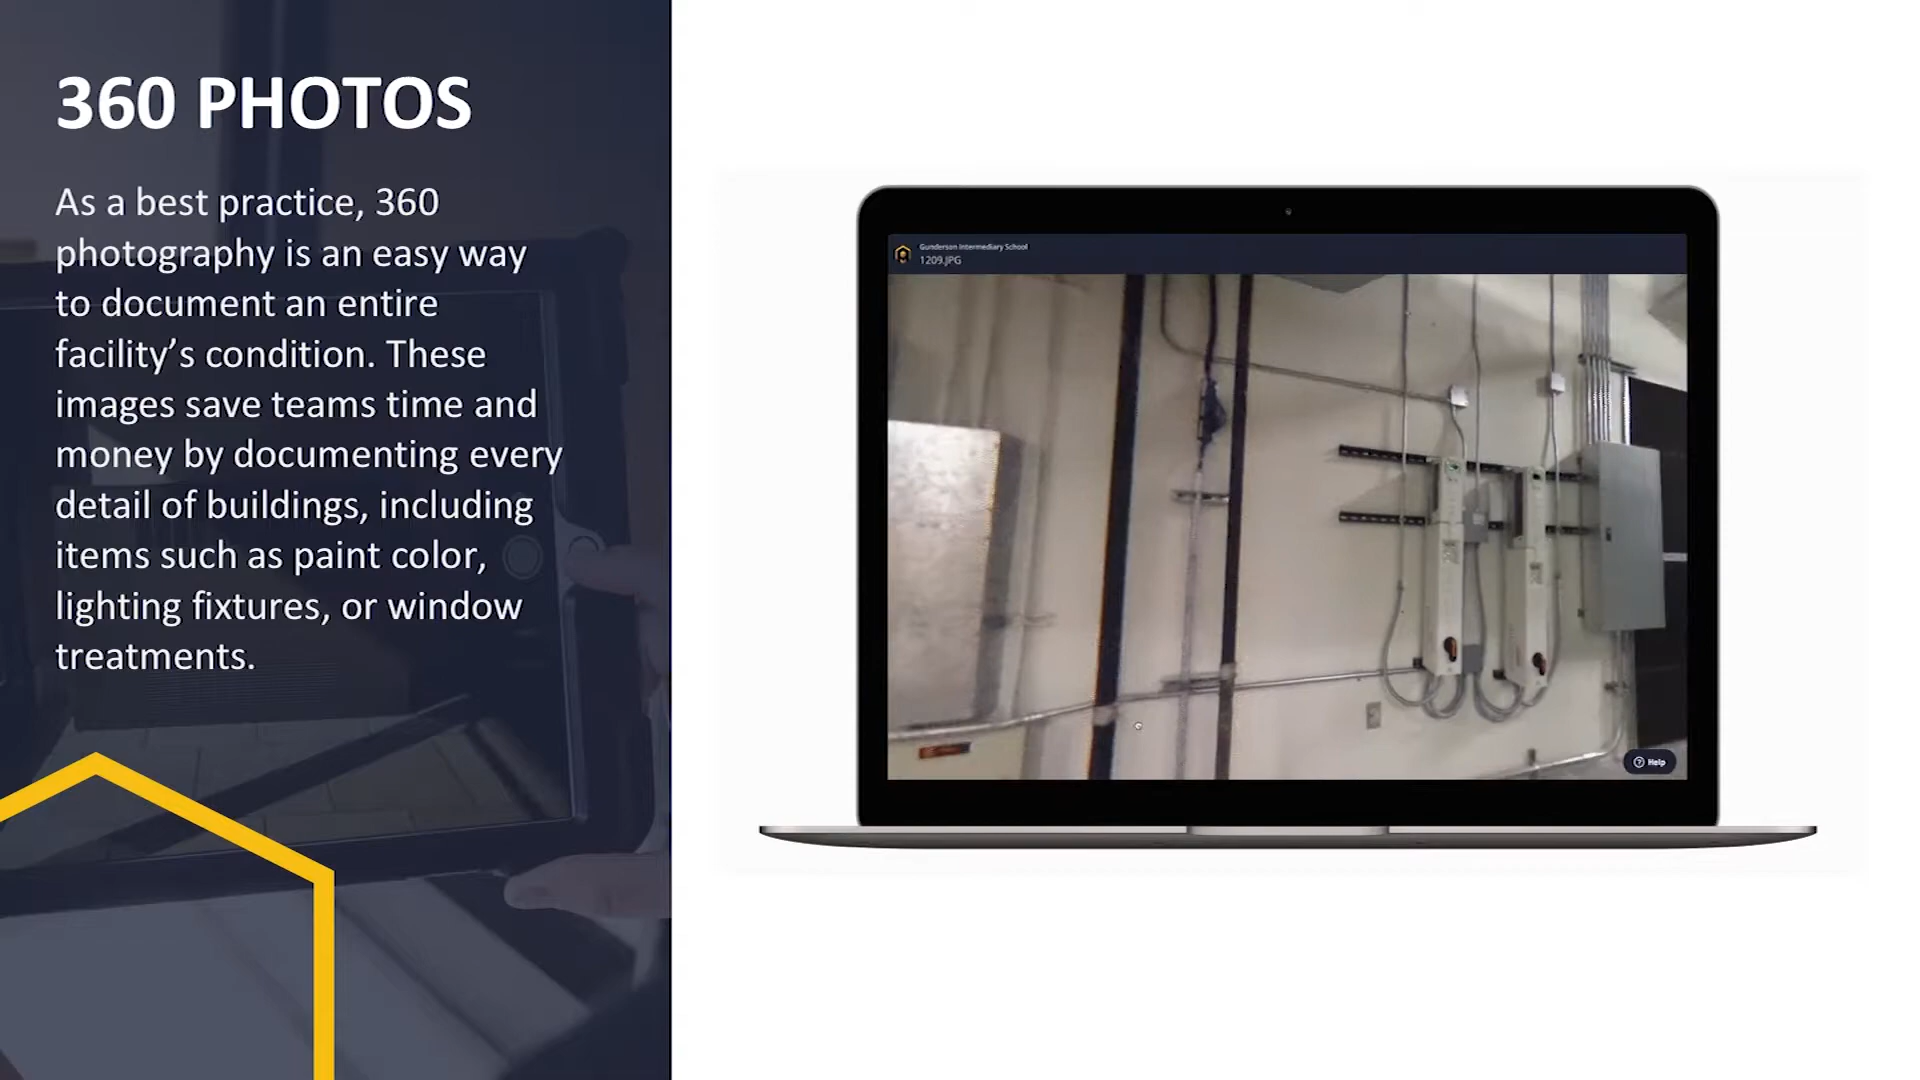 360 PHOTOS
As a best practice, 360
photography is an easy way
to document an entire
facility’s condition. These
images save teams time and
money by documenting every
detail of buildings, including
items such as paint color,
lighting fixtures, or window
treatments.
Gunderson Intermediary School
1209.JPG
Help